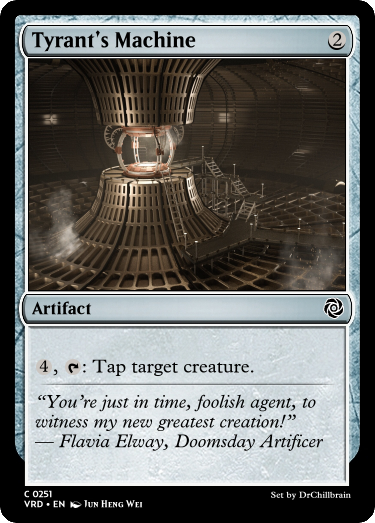 Tyrant's Machine
2
Artifact
4, : Tap target creature.
“You're just in time, foolish agent, to
witness my new greatest creation!”
— Flavia Elway, Doomsday Artificer
C 0251
VRD • EN Jun Heng Wei
Set by DrChillbrain